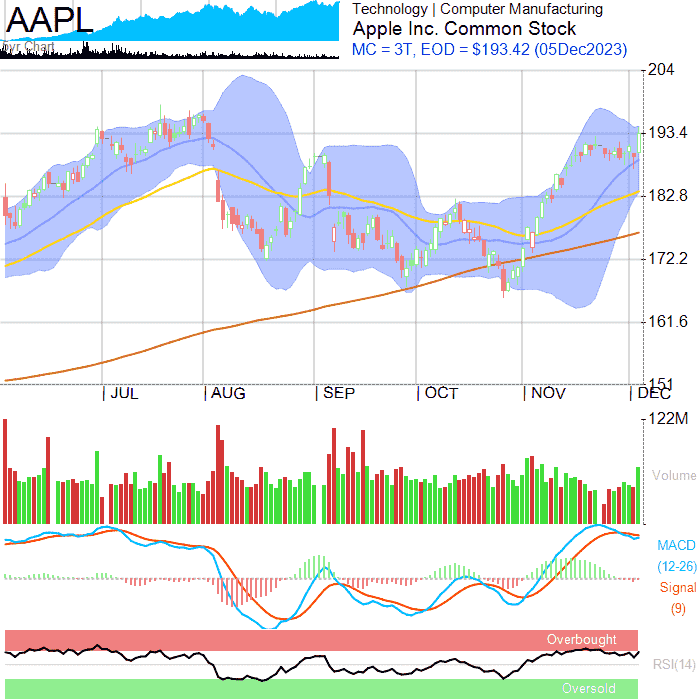 AAPL
Technology | Computer Manufacturing
Apple Inc. Common Stock
MC = 3T, EOD = $193.42 (05Dec2023)
Chart
204
193.4
182.8
172.2
161.6
151
JUL AUG SEP OCT NOV DEC
122M
Volume
MACD
(12-26)
Signal
(9)
Overbought
RSI(14)
Oversold